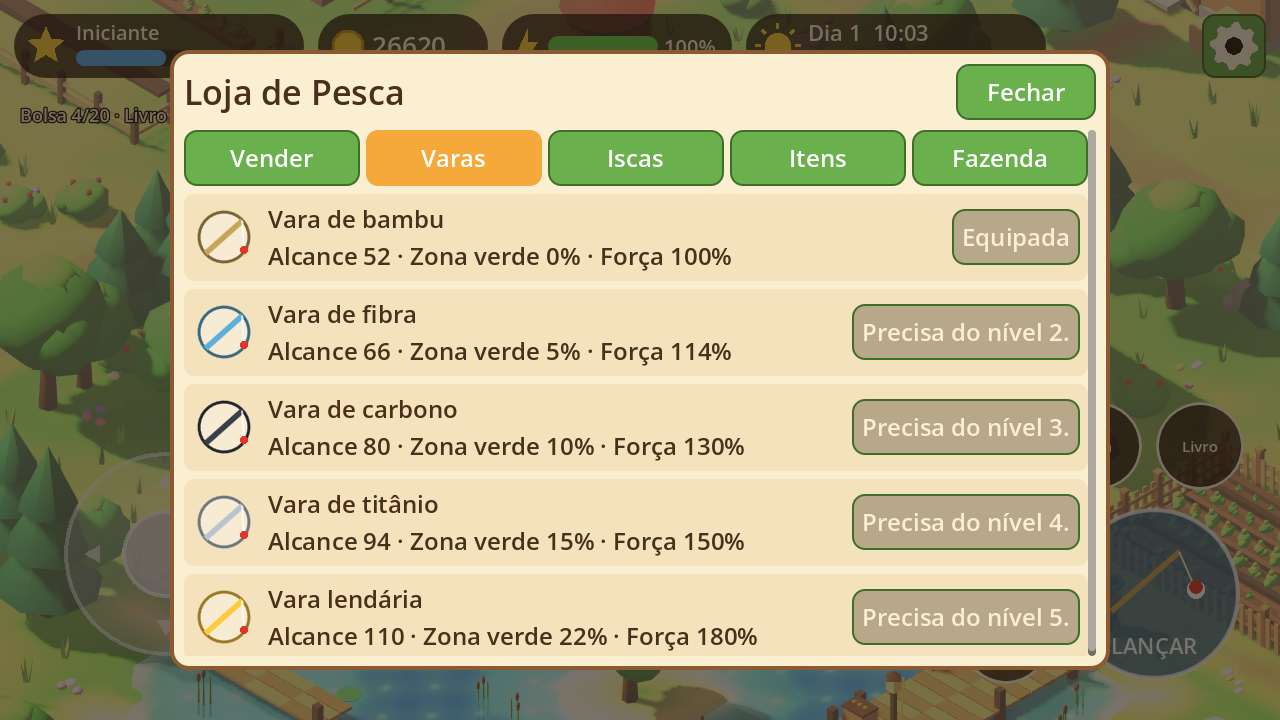 Iniciante
26620
100%
Dia 1 10:03
Bolsa 4/20 · Livro
Loja de Pesca
Fechar
Vender
Varas
Iscas
Itens
Fazenda
Vara de bambu
Alcance 52 · Zona verde 0% · Força 100%
Equipada
Vara de fibra
Alcance 66 · Zona verde 5% · Força 114%
Precisa do nível 2.
Vara de carbono
Alcance 80 · Zona verde 10% · Força 130%
Precisa do nível 3.
Vara de titânio
Alcance 94 · Zona verde 15% · Força 150%
Precisa do nível 4.
Vara lendária
Alcance 110 · Zona verde 22% · Força 180%
Precisa do nível 5.
Livro
LANÇAR